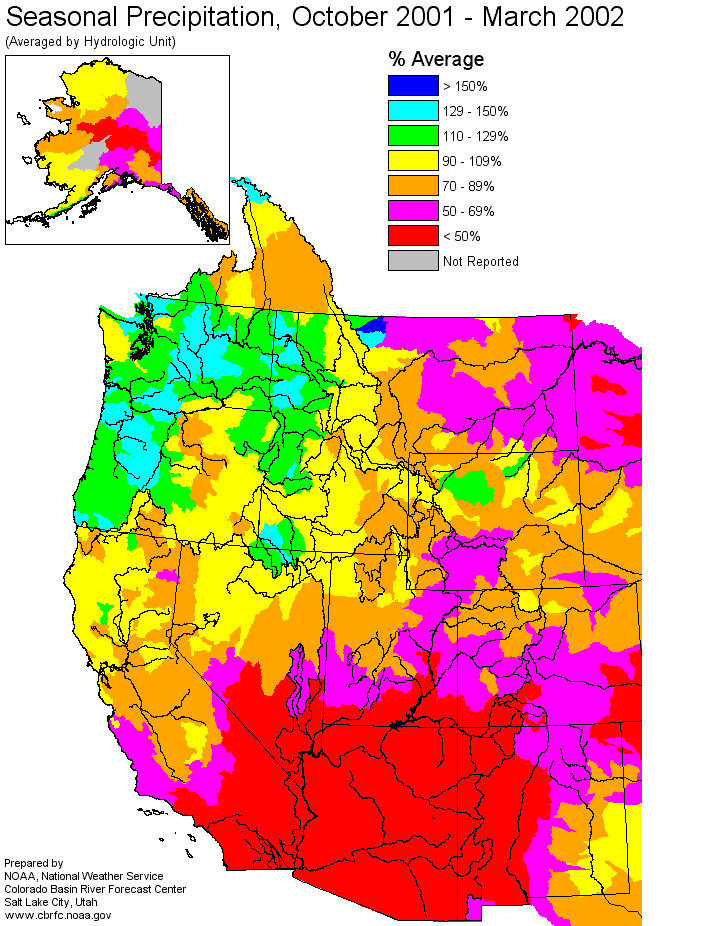 Seasonal Precipitation, October 2001 - March 2002
(Averaged by Hydrologic Unit)
% Average
> 150%
129 - 150%
110 - 129%
90 - 109%
70 - 89%
50 - 69%
< 50%
Not Reported
Prepared by
NOAA, National Weather Service
Colorado Basin River Forecast Center
Salt Lake City, Utah
www.cbrfc.noaa.gov